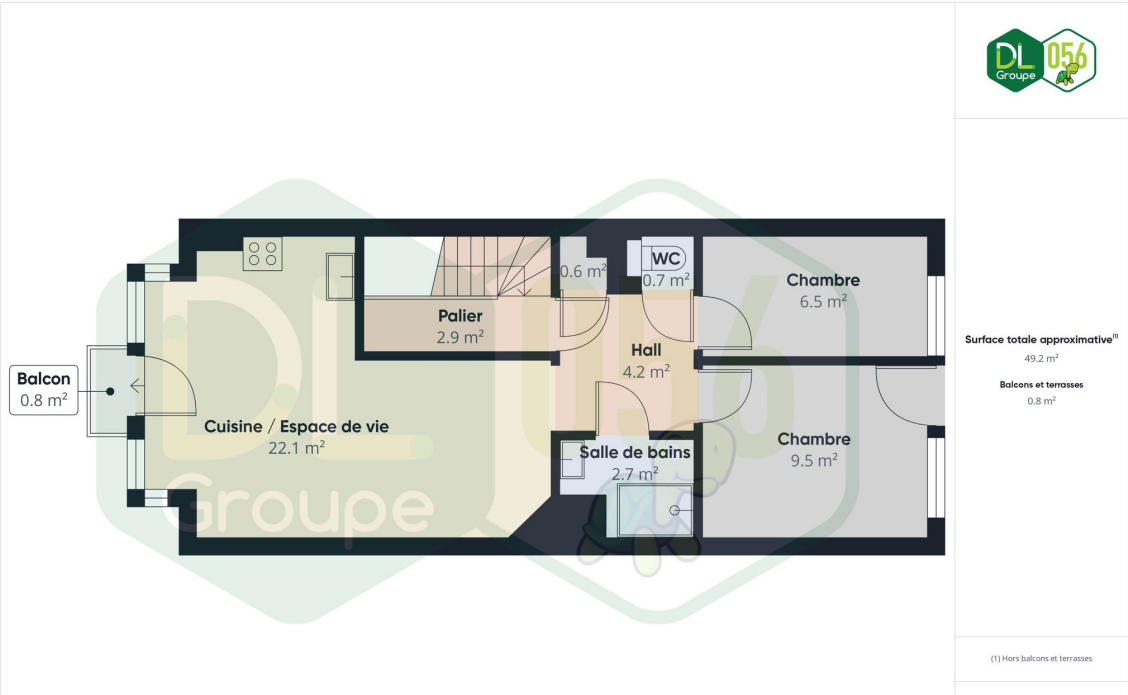 DL
Groupe
056
WC
0.7 m²
0.6 m²
Chambre
6.5 m²
Palier
2.9 m²
Hall
4.2 m²
Balcon
0.8 m²
Cuisine / Espace de vie
22.1 m²
Salle de bains
2.7 m²
Chambre
9.5 m²
DL
Groupe
056
Surface totale approximative⁽¹⁾
49.2 m²
Balcons et terrasses
0.8 m²
(1) Hors balcons et terrasses